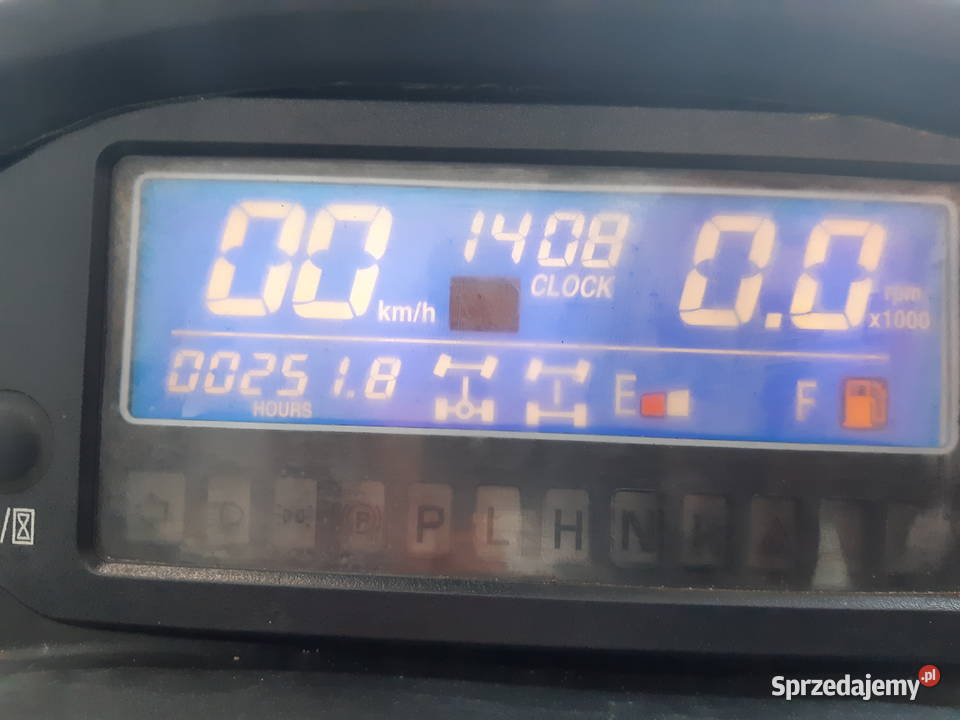 00 km/h 1408 CLOCK 0.0 rpm x1000
00251.8 HOURS E F
P P L H N R
Sprzedajemy.pl